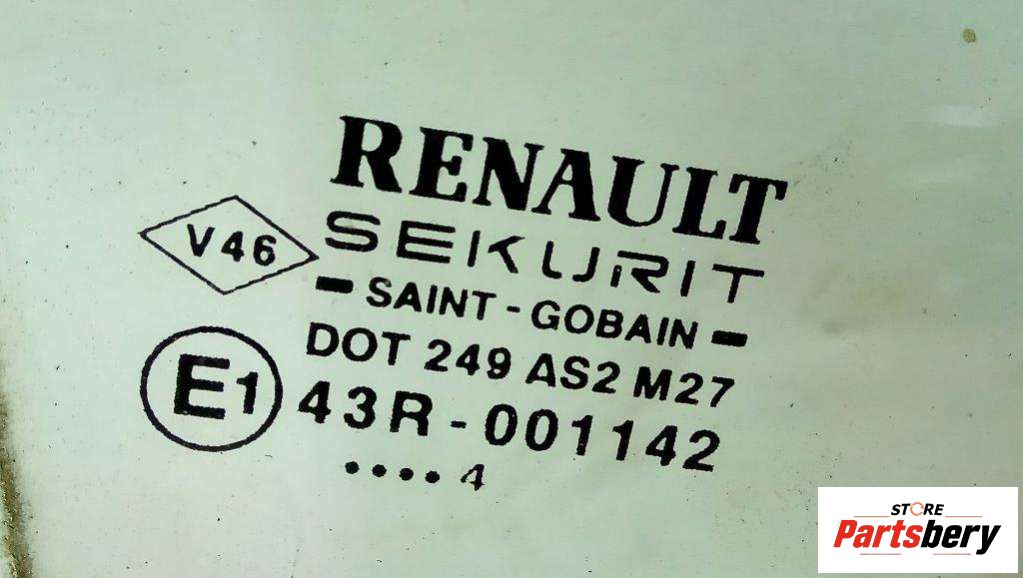 RENAULT
SEKURIT
V46
SAINT-GOBAIN
DOT 249 AS2 M27
E1 43R-001142
•••• 4
STORE
Partsbery